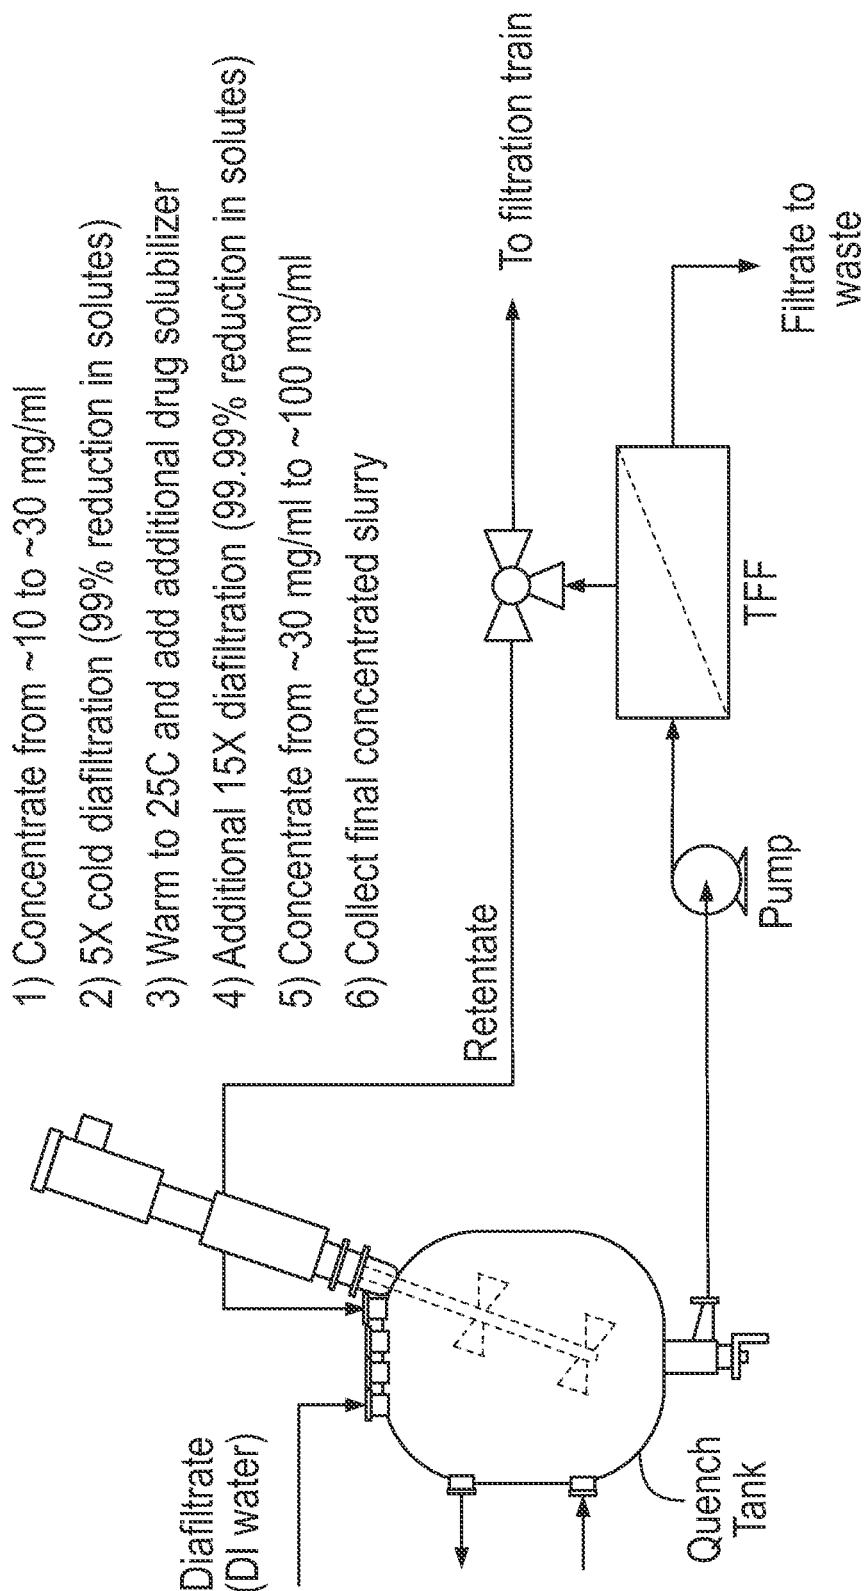 1) Concentrate from ~10 to ~30 mg/ml
2) 5X cold diafiltration (99% reduction in solutes)
3) Warm to 25C and add additional drug solubilizer
4) Additional 15X diafiltration (99.99% reduction in solutes)
5) Concentrate from ~30 mg/ml to ~100 mg/ml
6) Collect final concentrated slurry
Diafiltrate
(DI water)
Retentate
To filtration train
Quench
Tank
Pump
TFF
Filtrate to
waste